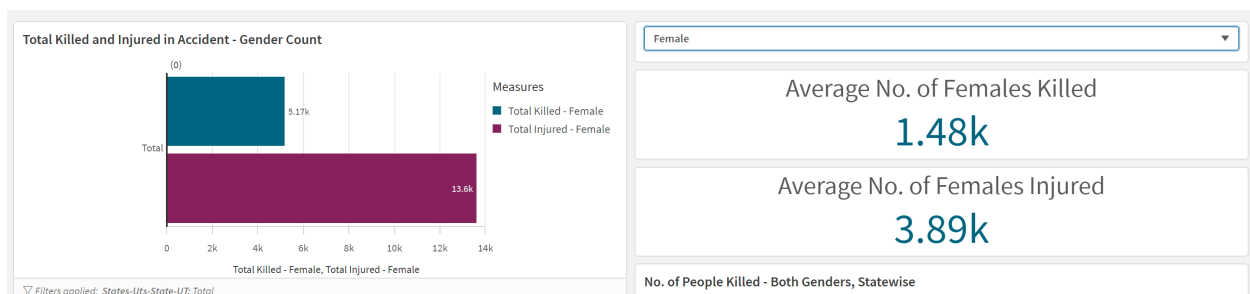 Total Killed and Injured in Accident - Gender Count
(0)
5.17k
Total
13.6k
0 2k 4k 6k 8k 10k 12k 14k
Total Killed - Female, Total Injured - Female
Measures
Total Killed - Female
Total Injured - Female
Filters applied: States-Uts-State-UT: Total
Female
Average No. of Females Killed
1.48k
Average No. of Females Injured
3.89k
No. of People Killed - Both Genders, Statewise